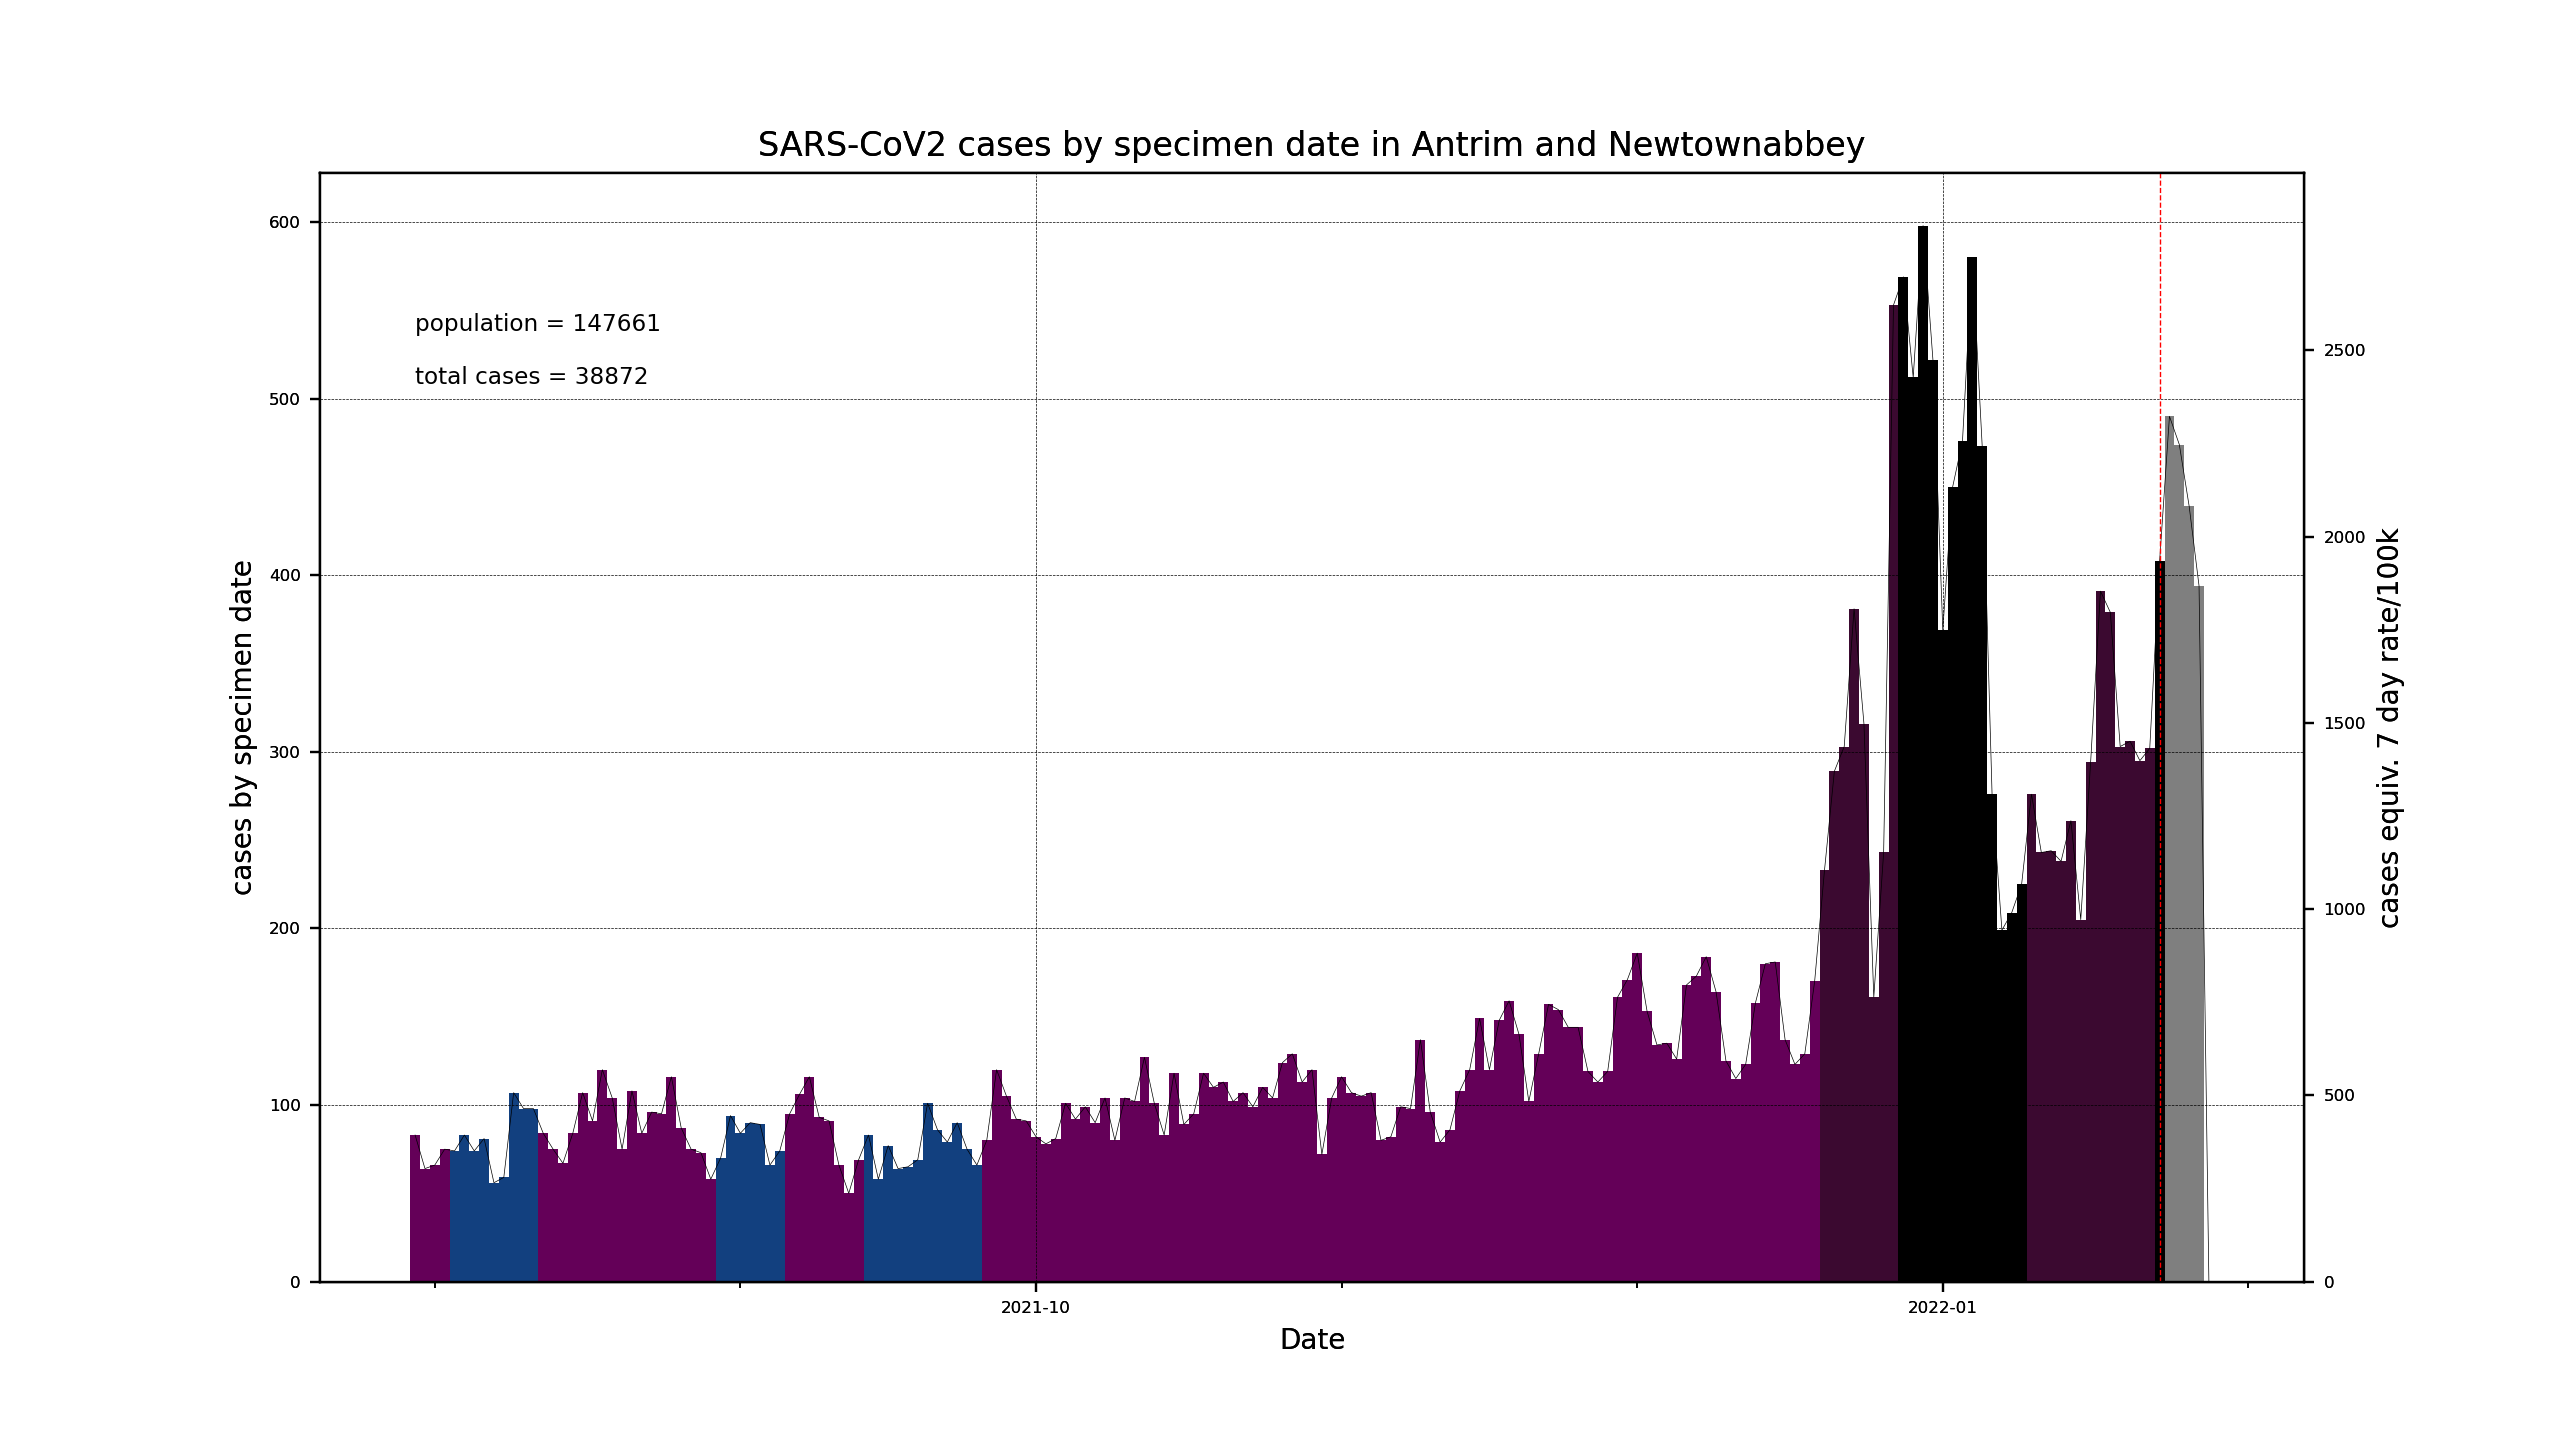 SARS-CoV2 cases by specimen date in Antrim and Newtownabbey
population = 147661
total cases = 38872
cases by specimen date
600
500
400
300
200
100
0
2500
2000
1500
1000
500
0
cases equiv. 7 day rate/100k
2021-10
2022-01
Date